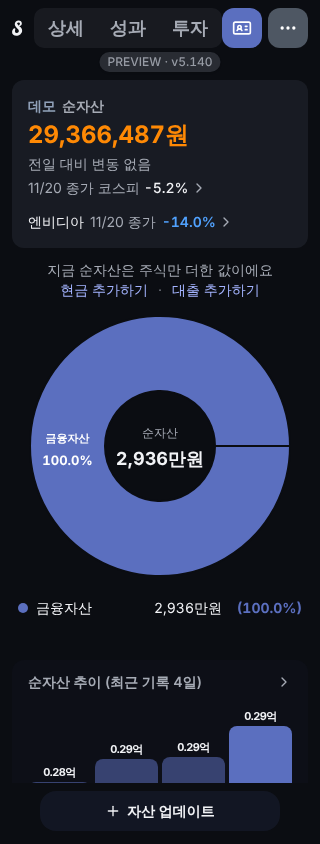 상세 성과 투자
PREVIEW · v5.140
데모 순자산
29,366,487원
전일 대비 변동 없음
11/20 종가 코스피 -5.2%
엔비디아 11/20 종가 -14.0%
지금 순자산은 주식만 더한 값이에요
현금 추가하기 · 대출 추가하기
금융자산
100.0%
순자산
2,936만원
금융자산 2,936만원 (100.0%)
순자산 추이 (최근 기록 4일)
0.28억 0.29억 0.29억 0.29억
+ 자산 업데이트